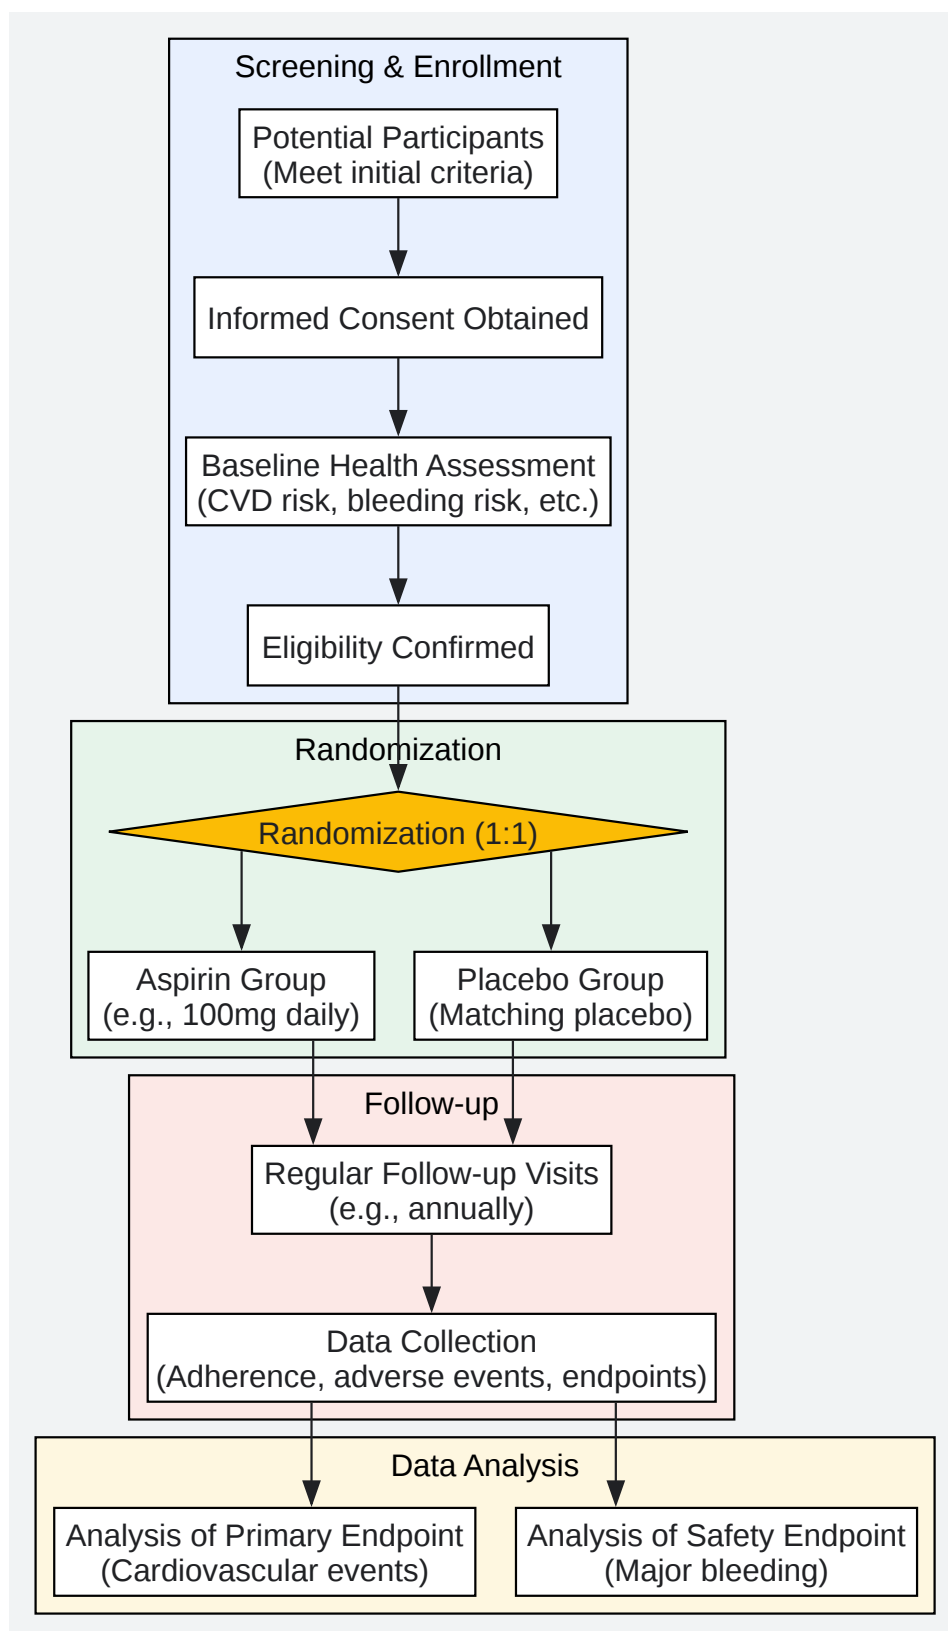 Screening & Enrollment
Potential Participants
(Meet initial criteria)
Informed Consent Obtained
Baseline Health Assessment
(CVD risk, bleeding risk, etc.)
Eligibility Confirmed
Randomization
Randomization (1:1)
Aspirin Group
(e.g., 100mg daily)
Placebo Group
(Matching placebo)
Follow-up
Regular Follow-up Visits
(e.g., annually)
Data Collection
(Adherence, adverse events, endpoints)
Data Analysis
Analysis of Primary Endpoint
(Cardiovascular events)
Analysis of Safety Endpoint
(Major bleeding)